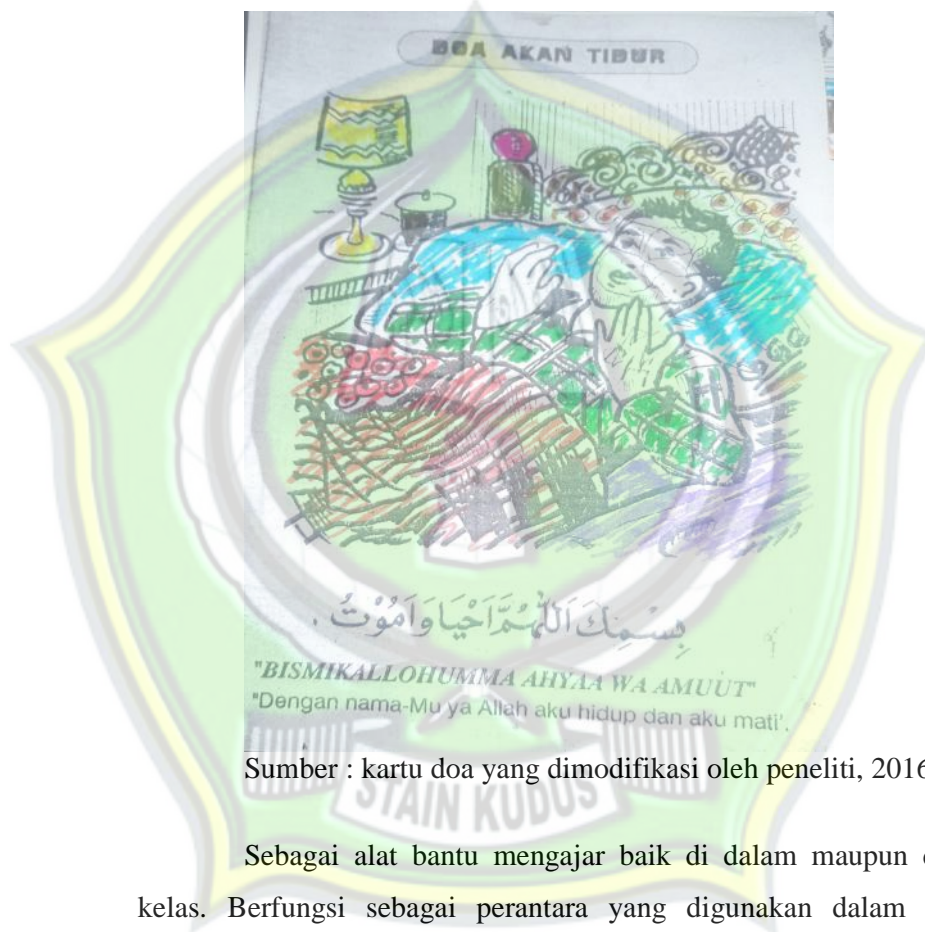 DOA AKAN TIDUR
بِسْمِكَ اَللّٰهُمَّ اَحْيَا وَاَمُوْتُ .
"BISMIKALLOHUMMA AHYAA WA AMUUT"
"Dengan nama-Mu ya Allah aku hidup dan aku mati'.
Sumber : kartu doa yang dimodifikasi oleh peneliti, 2016
STAIN KUDUS
Sebagai alat bantu mengajar baik di dalam maupun
kelas. Berfungsi sebagai perantara yang digunakan dalam